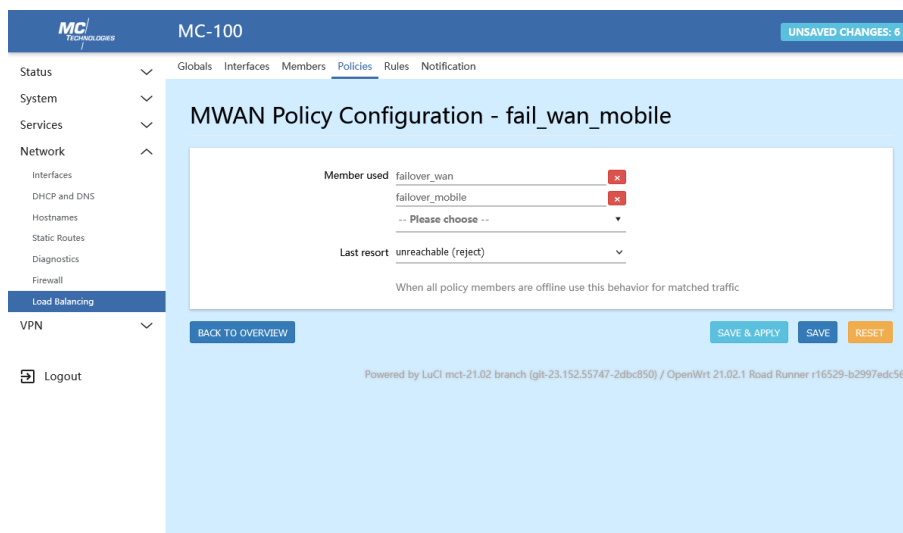 MC
TECHNOLOGIES
MC-100
UNSAVED CHANGES: 6
Status
System
Services
Network
Interfaces
DHCP and DNS
Hostnames
Static Routes
Diagnostics
Firewall
Load Balancing
VPN
Logout
Globals Interfaces Members Policies Rules Notification
MWAN Policy Configuration - fail_wan_mobile
Member used failover_wan ×
failover_mobile ×
-- Please choose --
Last resort unreachable (reject)
When all policy members are offline use this behavior for matched traffic
BACK TO OVERVIEW SAVE & APPLY SAVE RESET
Powered by LuCI mct-21.02 branch (git-23.152.55747-2dbc850) / OpenWrt 21.02.1 Road Runner r16529-b2997edc56